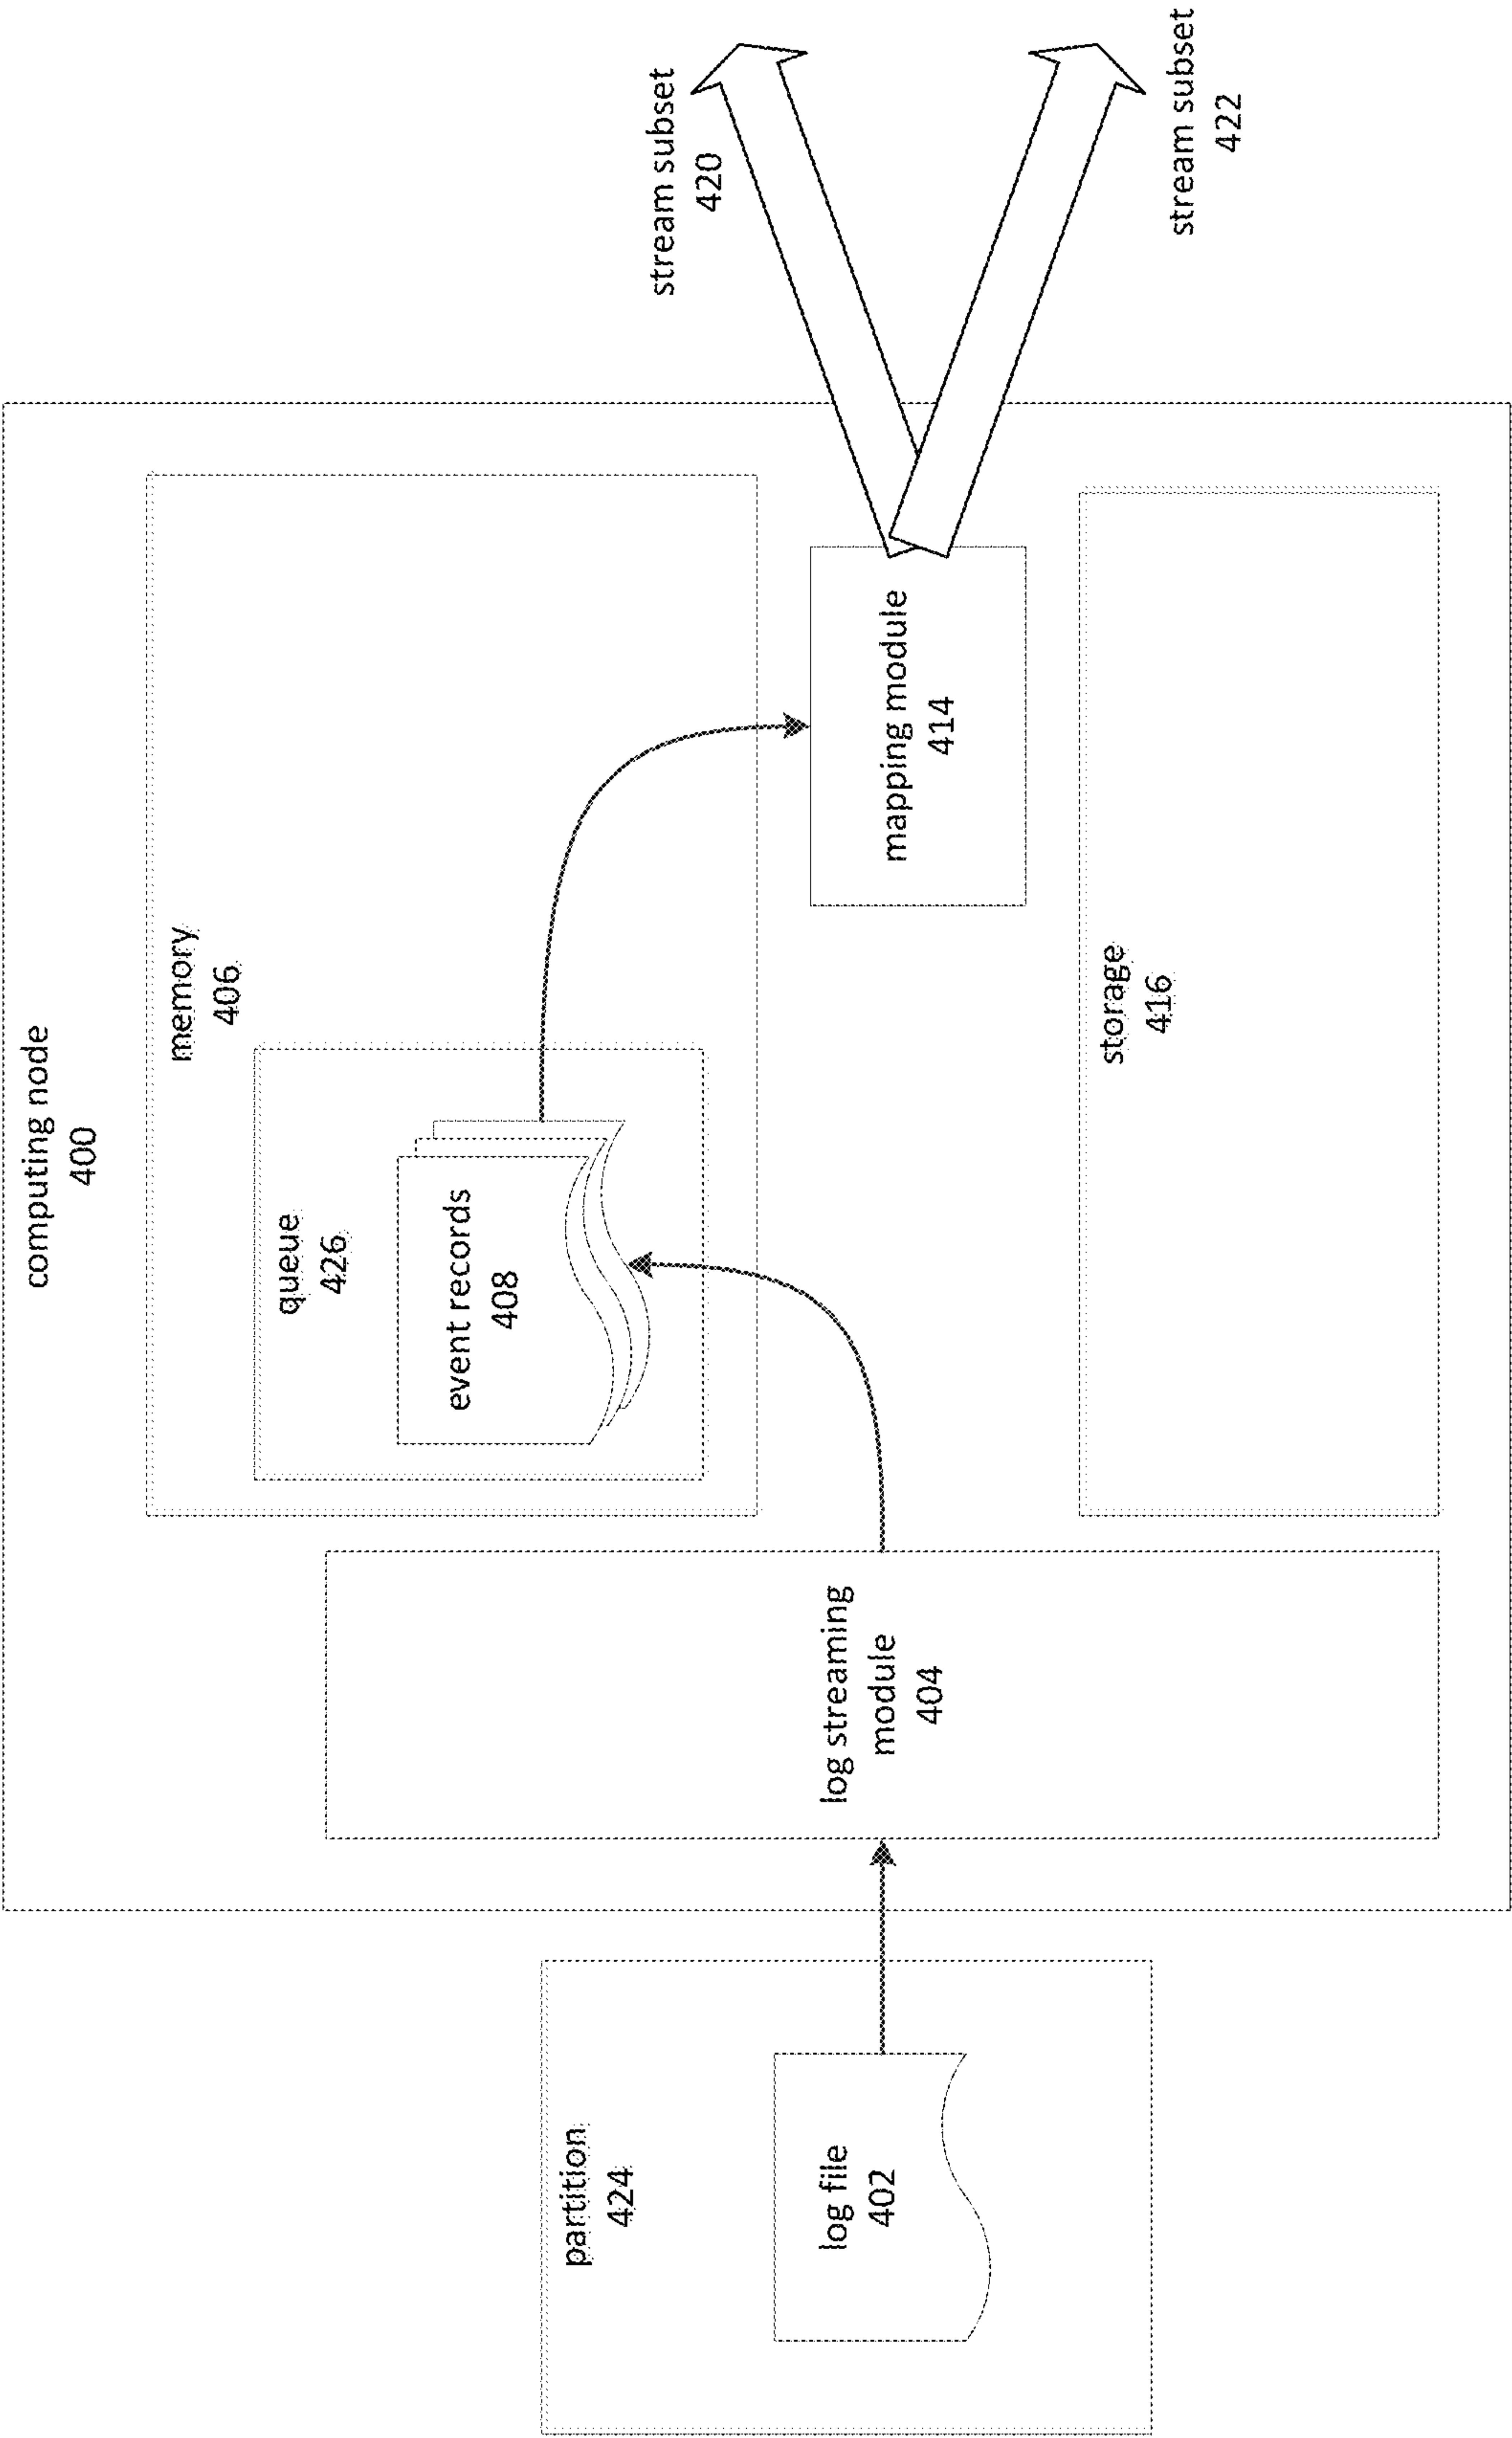 computing node
400
partition
424
log file
402
log streaming
module
404
memory
406
queue
426
event records
408
mapping module
414
storage
416
stream subset
420
stream subset
422